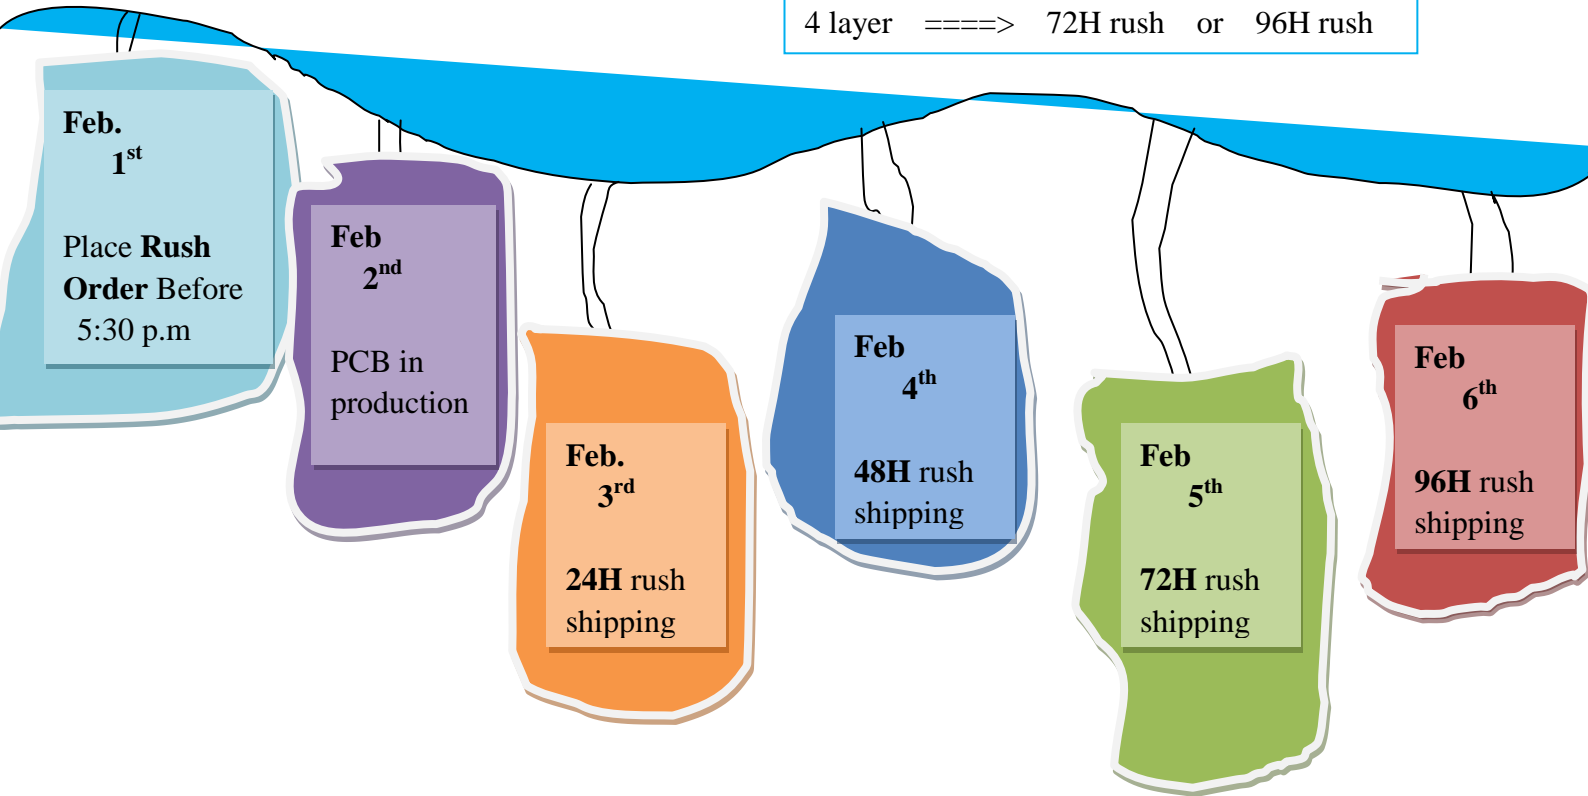 4 layer ====> 72H rush or 96H rush
Feb.
1st
Place Rush
Order Before
5:30 p.m
Feb
2nd
PCB in
production
Feb.
3rd
24H rush
shipping
Feb
4th
48H rush
shipping
Feb
5th
72H rush
shipping
Feb
6th
96H rush
shipping